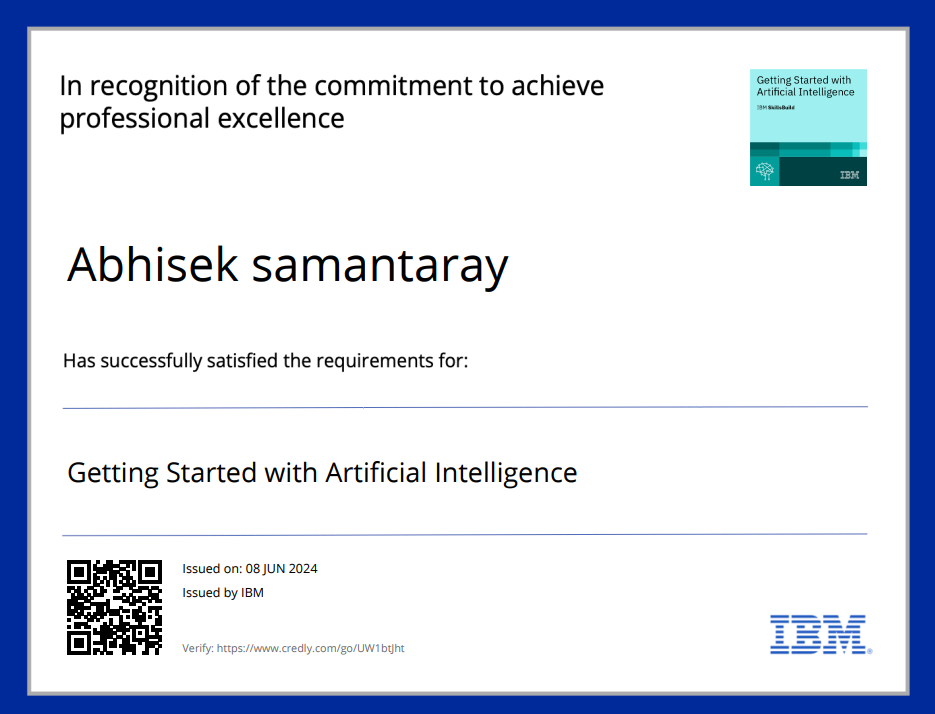 In recognition of the commitment to achieve
professional excellence
Getting Started with
Artificial Intelligence
IBM SkillsBuild
IBM
Abhisek samantaray
Has successfully satisfied the requirements for:
Getting Started with Artificial Intelligence
Issued on: 08 JUN 2024
Issued by IBM
Verify: https://www.credly.com/go/UW1btJht
IBM®